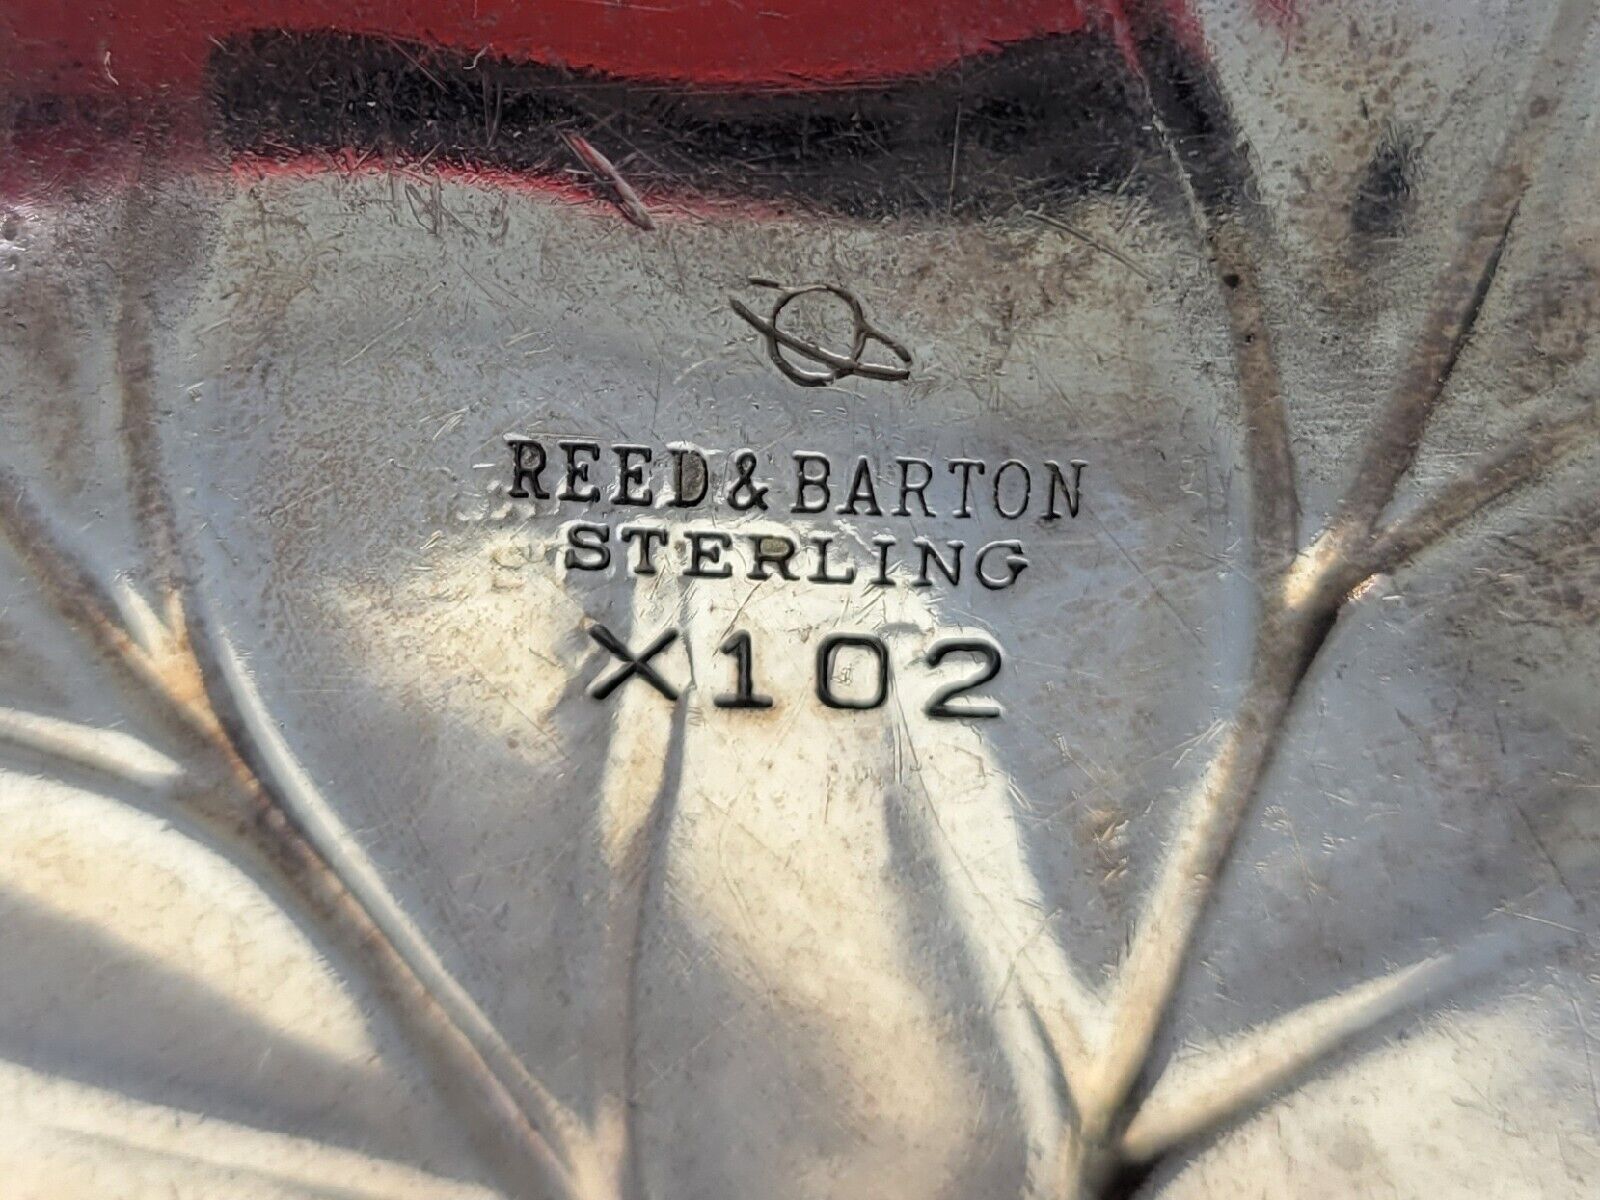 REED & BARTON
STERLING
X102